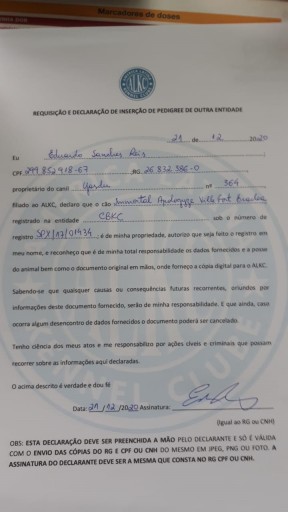 Marcadores de doses
ALKC
REQUISIÇÃO E DECLARAÇÃO DE INSERÇÃO DE PEDIGREE DE OUTRA ENTIDADE
21 de 12 2020
Eu Eduardo Sanches Reis
CPF 299.852.918-67 RG 26 832 386-0
proprietário do canil nº 364
filiado ao ALKC, declaro que o cão Immortal
registrado na entidade CBKC sob o número de
registro SPX/17/01434, é de minha propriedade, autorizo que seja feito o registro em
meu nome, e reconheço que é de minha total responsabilidade os dados fornecidos e a posse
do animal bem como o documento original em mãos, onde forneço a cópia digital para o ALKC.
Sabendo-se que quaisquer causas ou consequências futuras recorrentes, oriundos por
informações deste documento fornecido, serão de minha responsabilidade. E que ainda, caso
ocorra algum desencontro de dados fornecidos o documento poderá ser cancelado.
Tenho ciência dos meus atos e me responsabilizo por ações cíveis e criminais que possam
recorrer sobre as informações aqui declaradas.
O acima descrito é verdade e dou fé
Data: 21/12/2020 Assinatura:
(Igual ao RG ou CNH)
OBS: ESTA DECLARAÇÃO DEVE SER PREENCHIDA A MÃO PELO DECLARANTE E SÓ É VÁLIDA
COM O ENVIO DAS CÓPIAS DO RG E CPF OU CNH DO MESMO EM JPEG, PNG OU FOTO. A
ASSINATURA DO DECLARANTE DEVE SER A MESMA QUE CONSTA NO RG CPF OU CNH.